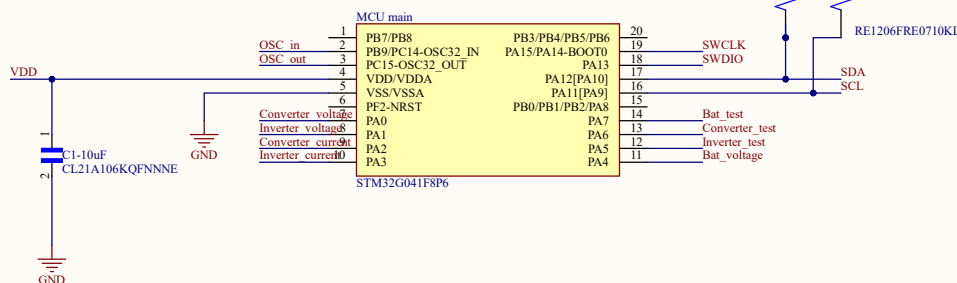 MCU main
1 PB7/PB8 PB3/PB4/PB5/PB6 20
OSC_in 2 PB9/PC14-OSC32_IN PA15/PA14-BOOT0 19 SWCLK
OSC_out 3 PC15-OSC32_OUT PA13 18 SWDIO
VDD 4 VDD/VDDA PA12[PA10] 17 SDA
5 VSS/VSSA PA11[PA9] 16 SCL
6 PF2-NRST PB0/PB1/PB2/PA8 15
Converter_voltage 7 PA0 PA7 14 Bat_test
Inverter_voltage 8 PA1 PA6 13 Converter_test
Converter_current 9 PA2 PA5 12 Inverter_test
Inverter_current 10 PA3 PA4 11 Bat_voltage
STM32G041F8P6
RE1206FRE0710KL
GND
1
C1-10uF
CL21A106KQFNNNE
2
GND